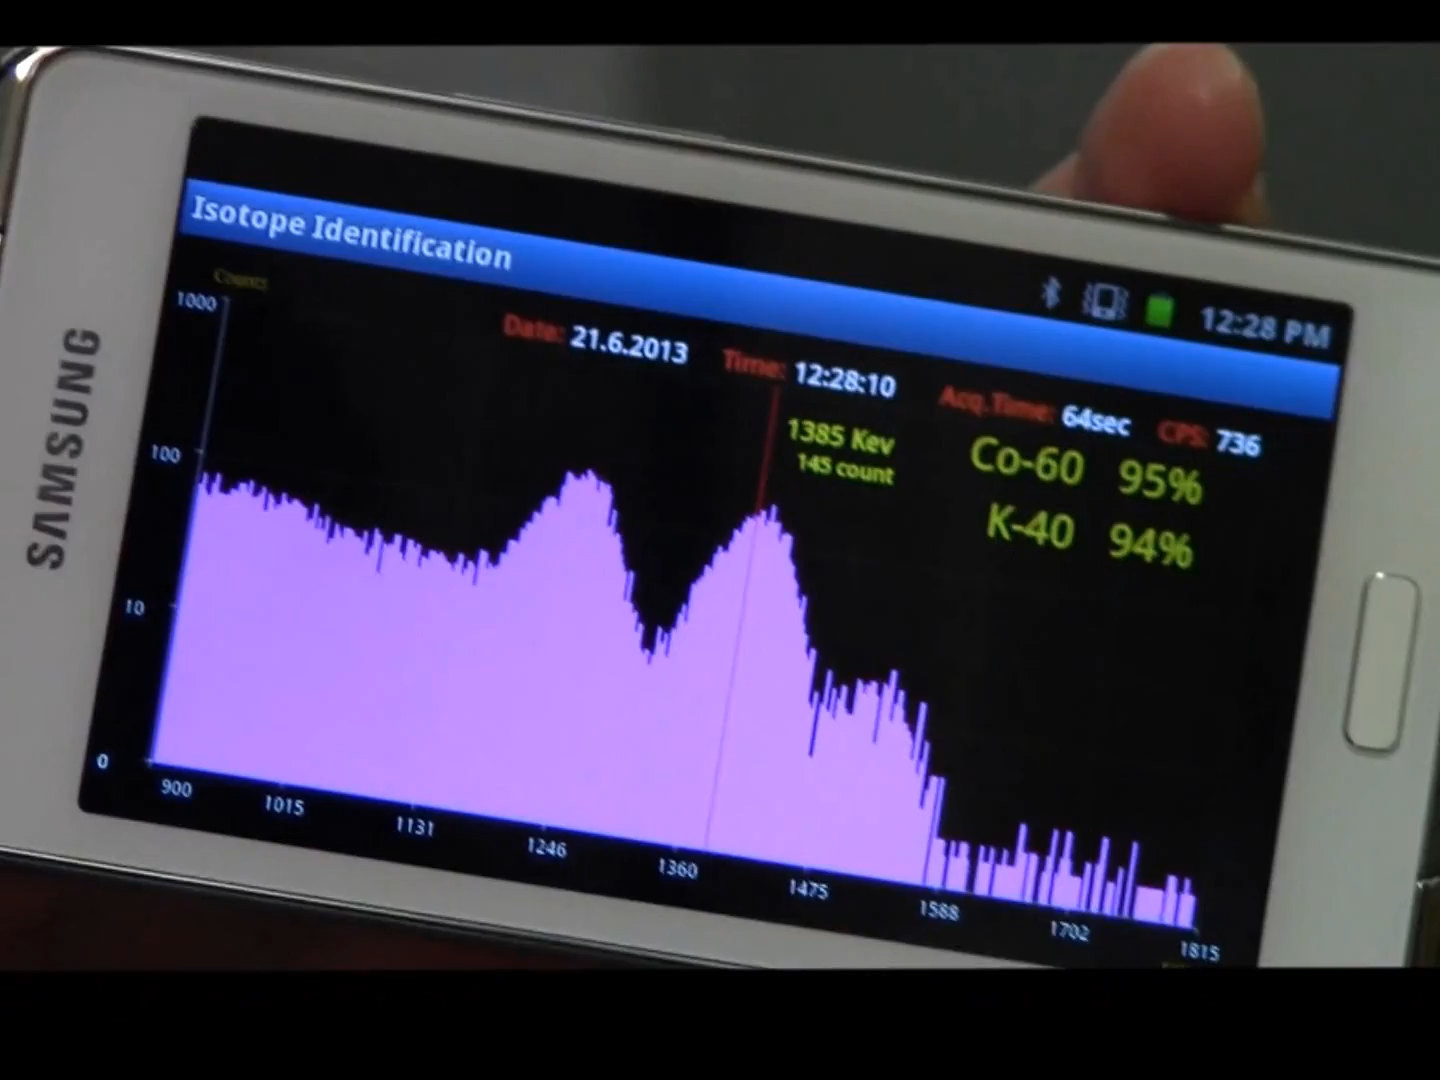 SAMSUNG
12:28 PM
Isotope Identification
Counts
Date: 21.6.2013 Time: 12:28:10 Acq.Time: 64sec CPS: 736
1385 Kev
145 count
Co-60 95%
K-40 94%
1000
100
10
0
900 1015 1131 1246 1360 1475 1588 1702 1815